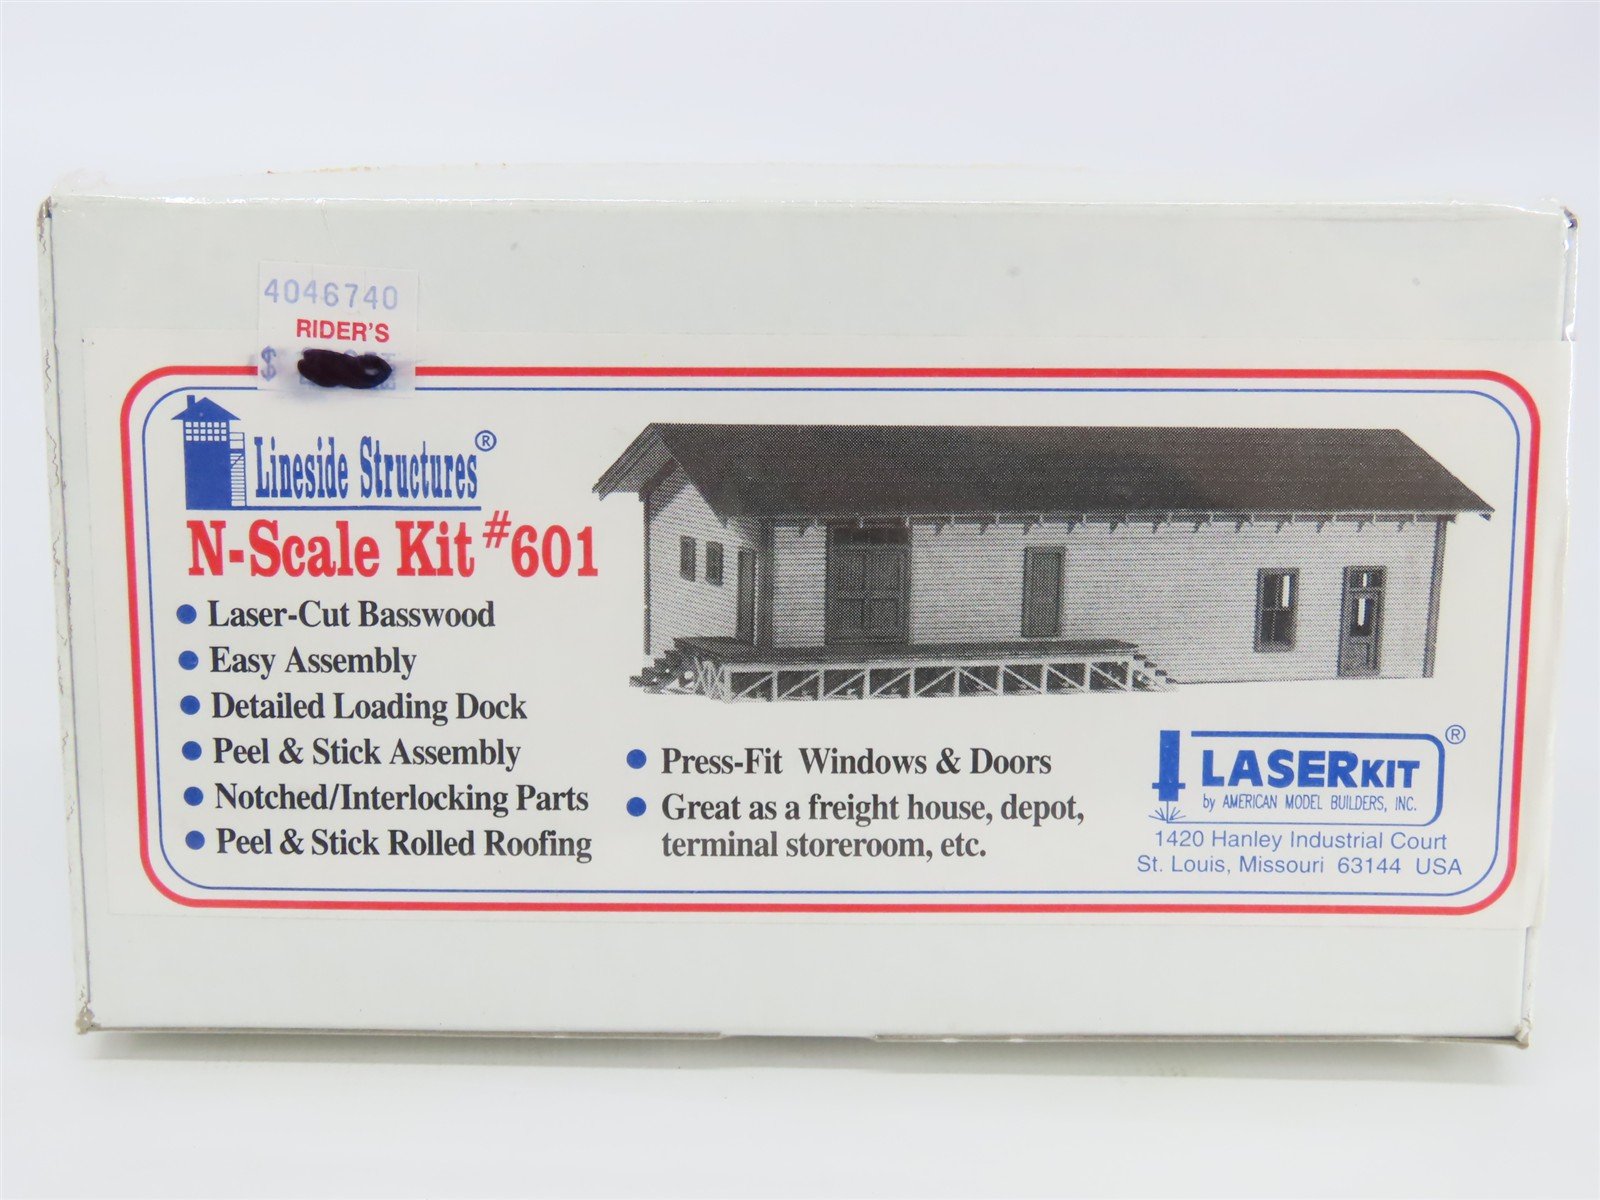 4046740
RIDER'S
$
Lineside Structures®
N-Scale Kit #601
• Laser-Cut Basswood
• Easy Assembly
• Detailed Loading Dock
• Peel & Stick Assembly
• Notched/Interlocking Parts
• Peel & Stick Rolled Roofing
• Press-Fit Windows & Doors
• Great as a freight house, depot,
terminal storeroom, etc.
LASERKIT®
by AMERICAN MODEL BUILDERS, INC.
1420 Hanley Industrial Court
St. Louis, Missouri 63144 USA